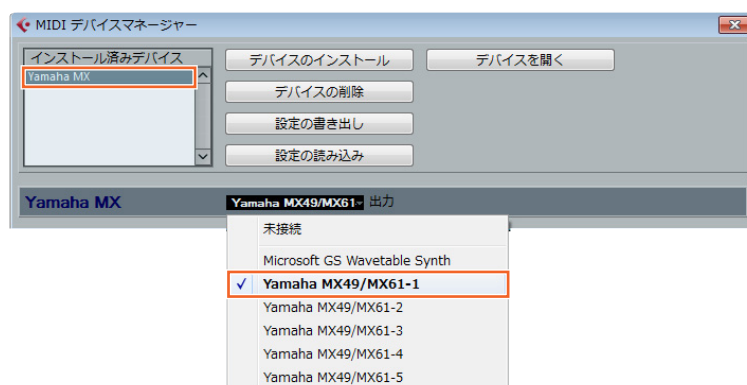 MIDI デバイスマネージャー
インストール済みデバイス
デバイスのインストール
デバイスを開く
Yamaha MX
デバイスの削除
設定の書き出し
設定の読み込み
Yamaha MX
Yamaha MX49/MX61- 出力
未接続
Microsoft GS Wavetable Synth
✓ Yamaha MX49/MX61-1
Yamaha MX49/MX61-2
Yamaha MX49/MX61-3
Yamaha MX49/MX61-4
Yamaha MX49/MX61-5